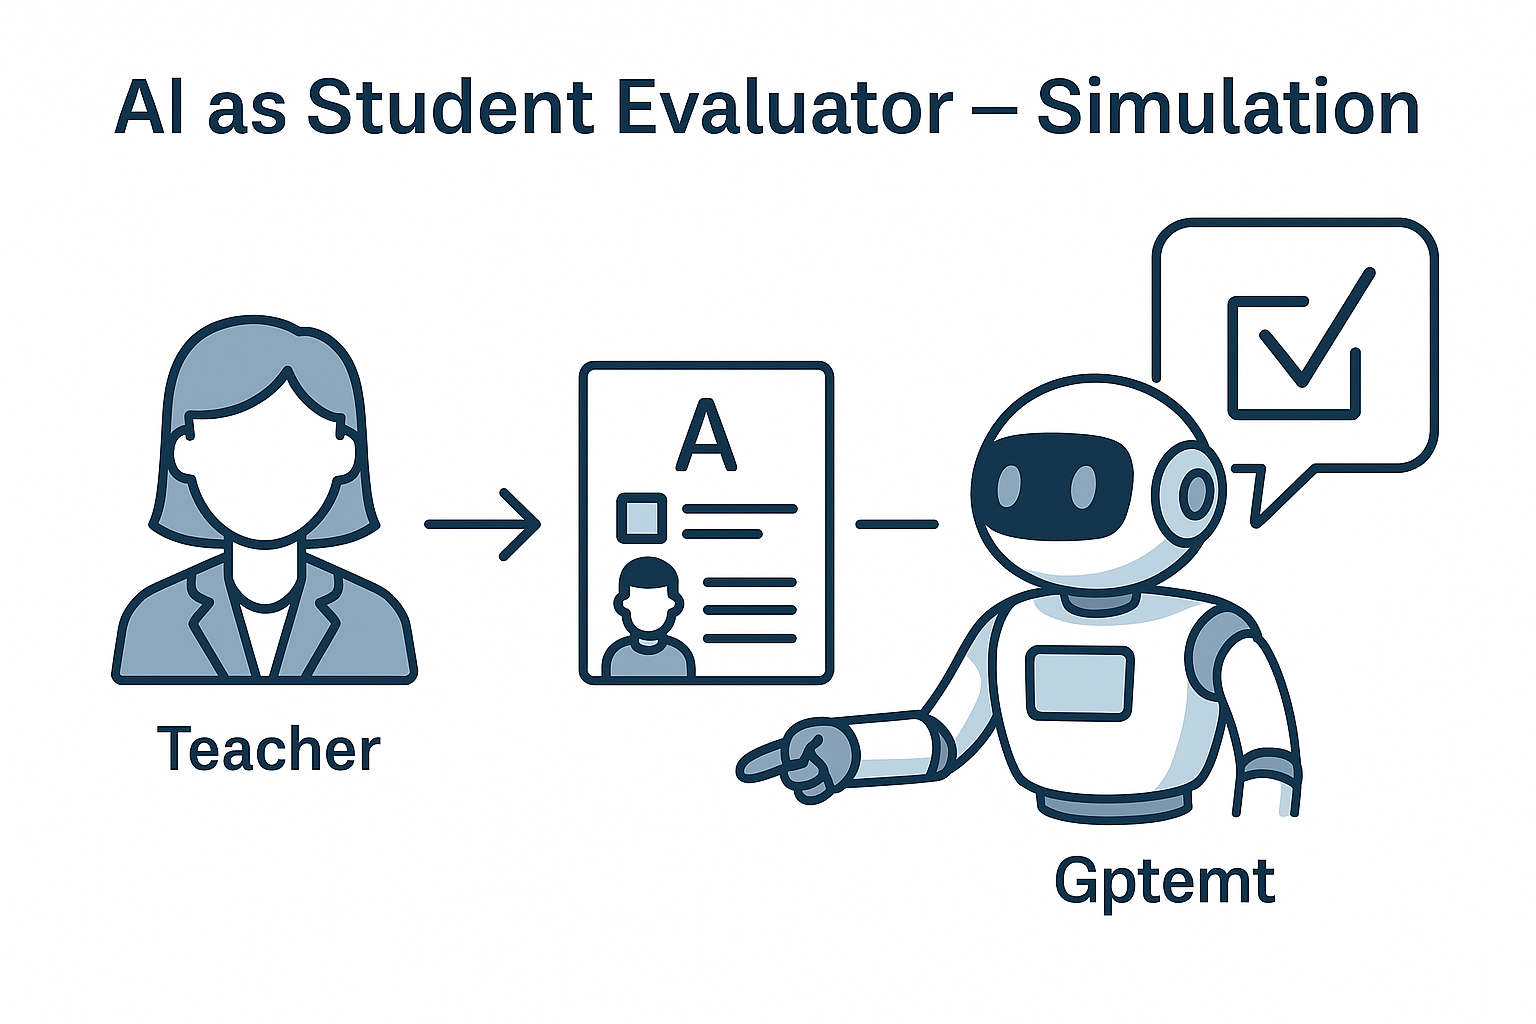 AI as Student Evaluator – Simulation
A
Teacher
Gptemt